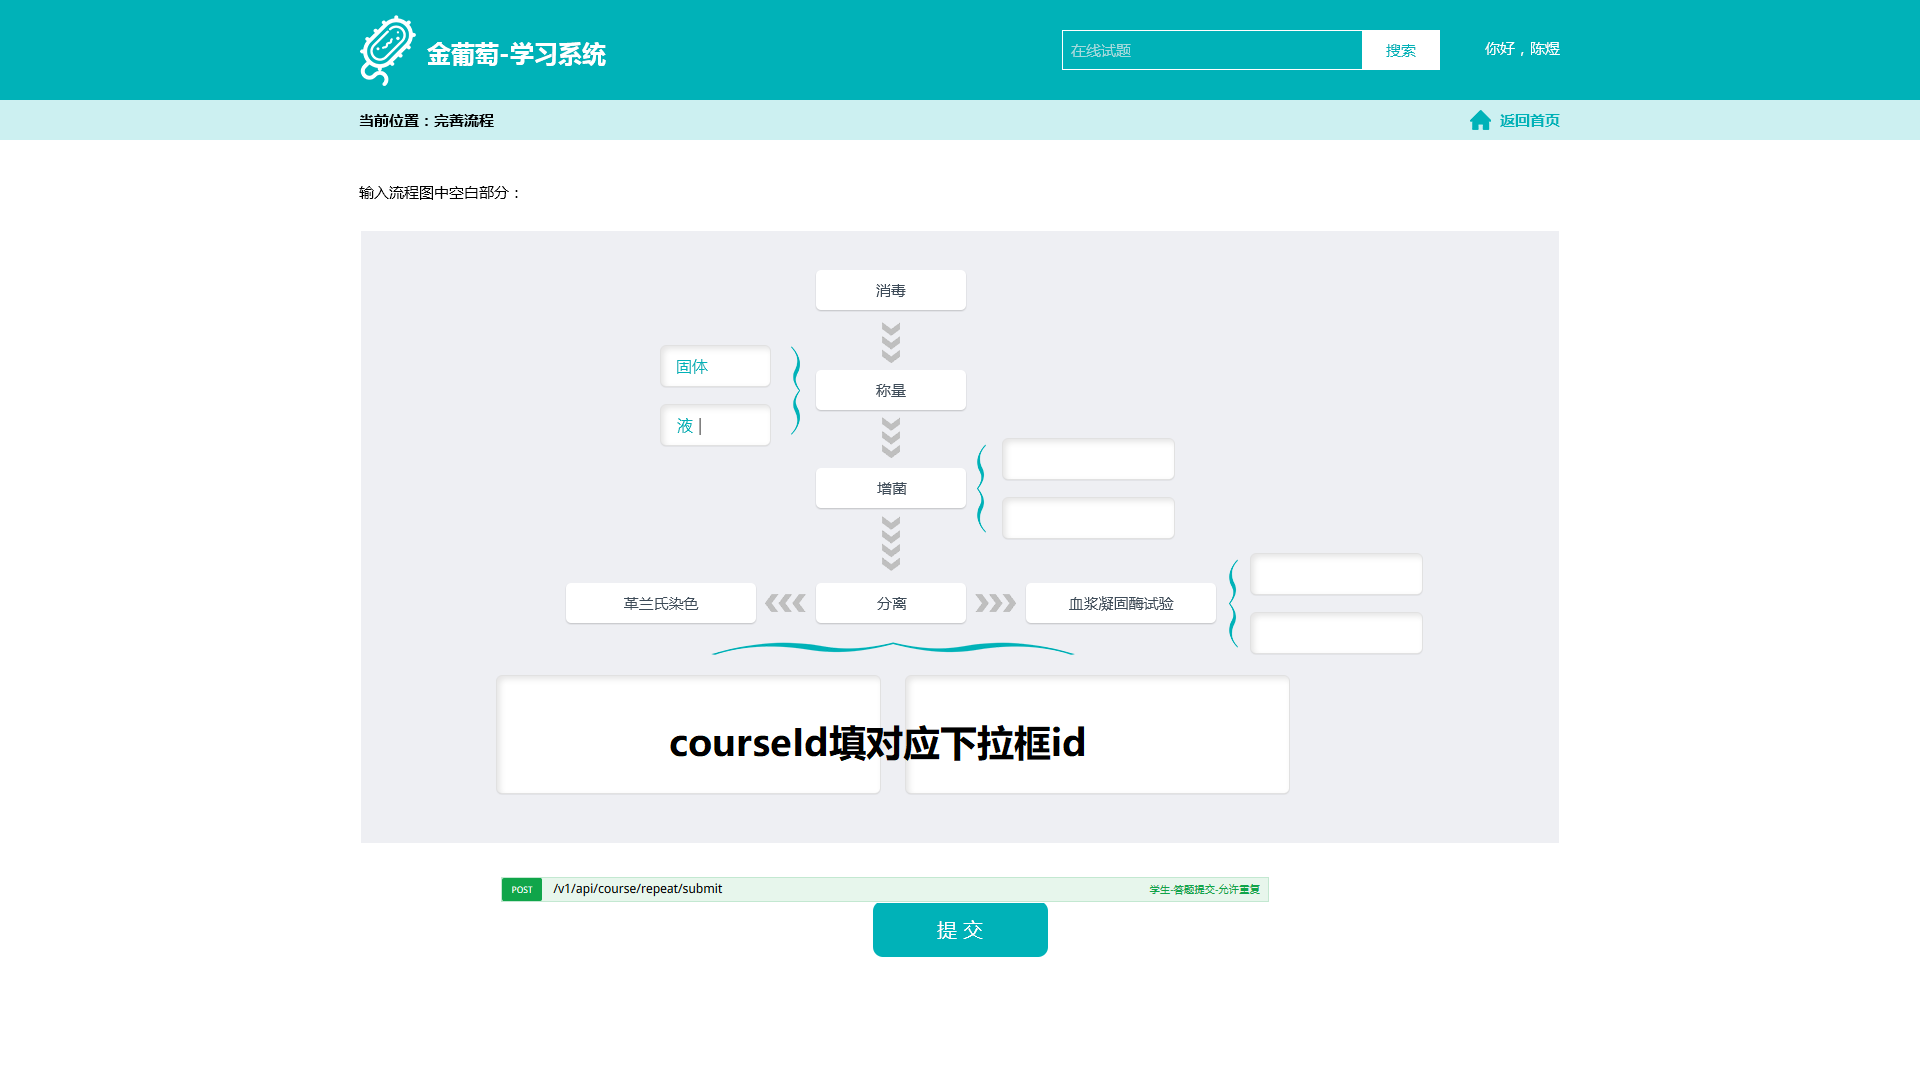 金葡萄-学习系统
在线试题
搜索
你好，陈煜
当前位置：完善流程
返回首页
输入流程图中空白部分：
消毒
固体
称量
液
增菌
革兰氏染色
分离
血浆凝固酶试验
courseId填对应下拉框id
POST /v1/api/course/repeat/submit 学生-答题提交-允许重复
提 交